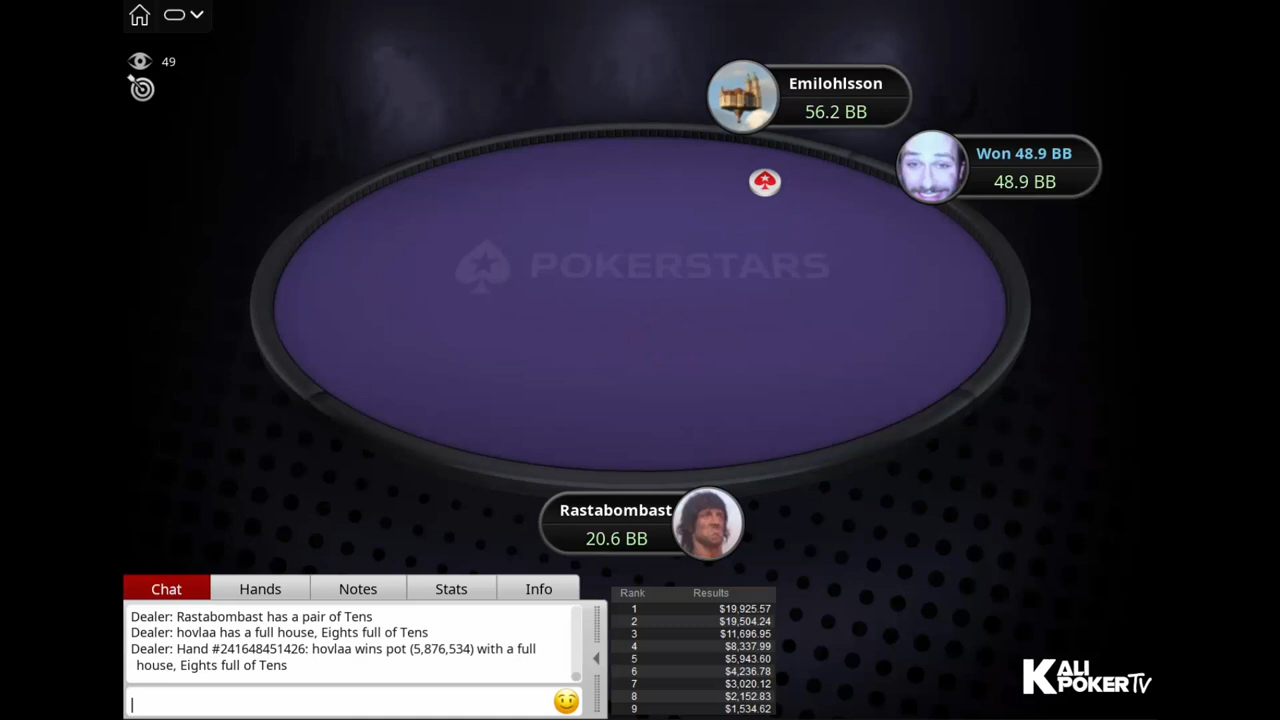 49
Emilohlsson
56.2 BB
Won 48.9 BB
48.9 BB
POKERSTARS
Rastabombast
20.6 BB
Chat Hands Notes Stats Info
Dealer: Rastabombast has a pair of Tens
Dealer: hovlaa has a full house, Eights full of Tens
Dealer: Hand #241648451426: hovlaa wins pot (5,876,534) with a full
house, Eights full of Tens
Rank Results
1 $19,925.57
2 $19,504.24
3 $11,696.95
4 $8,337.99
5 $5,943.60
6 $4,236.78
7 $3,020.12
8 $2,152.83
9 $1,534.62
KALI
POKERTV